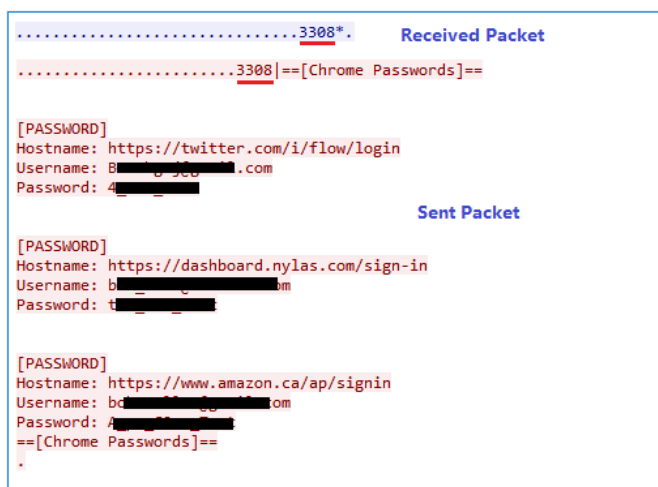 ...............................3308*. Received Packet
........................3308|==[Chrome Passwords]==
[PASSWORD]
Hostname: https://twitter.com/i/flow/login
Username:
Password:
Sent Packet
[PASSWORD]
Hostname: https://dashboard.nylas.com/sign-in
Username:
Password:
[PASSWORD]
Hostname: https://www.amazon.ca/ap/signin
Username:
Password:
==[Chrome Passwords]==
.